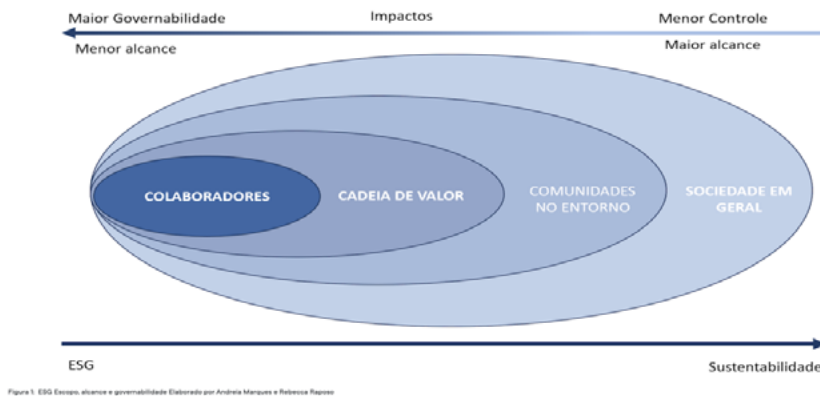 Maior Governabilidade
Impactos
Menor Controle
Menor alcance
Maior alcance
COLABORADORES
CADEIA DE VALOR
COMUNIDADES
NO ENTORNO
SOCIEDADE EM
GERAL
ESG
Sustentabilidade
Figura 1: ESG Escopo, alcance e governabilidade Elaborado por Andreia Marques e Rebecca Raposo